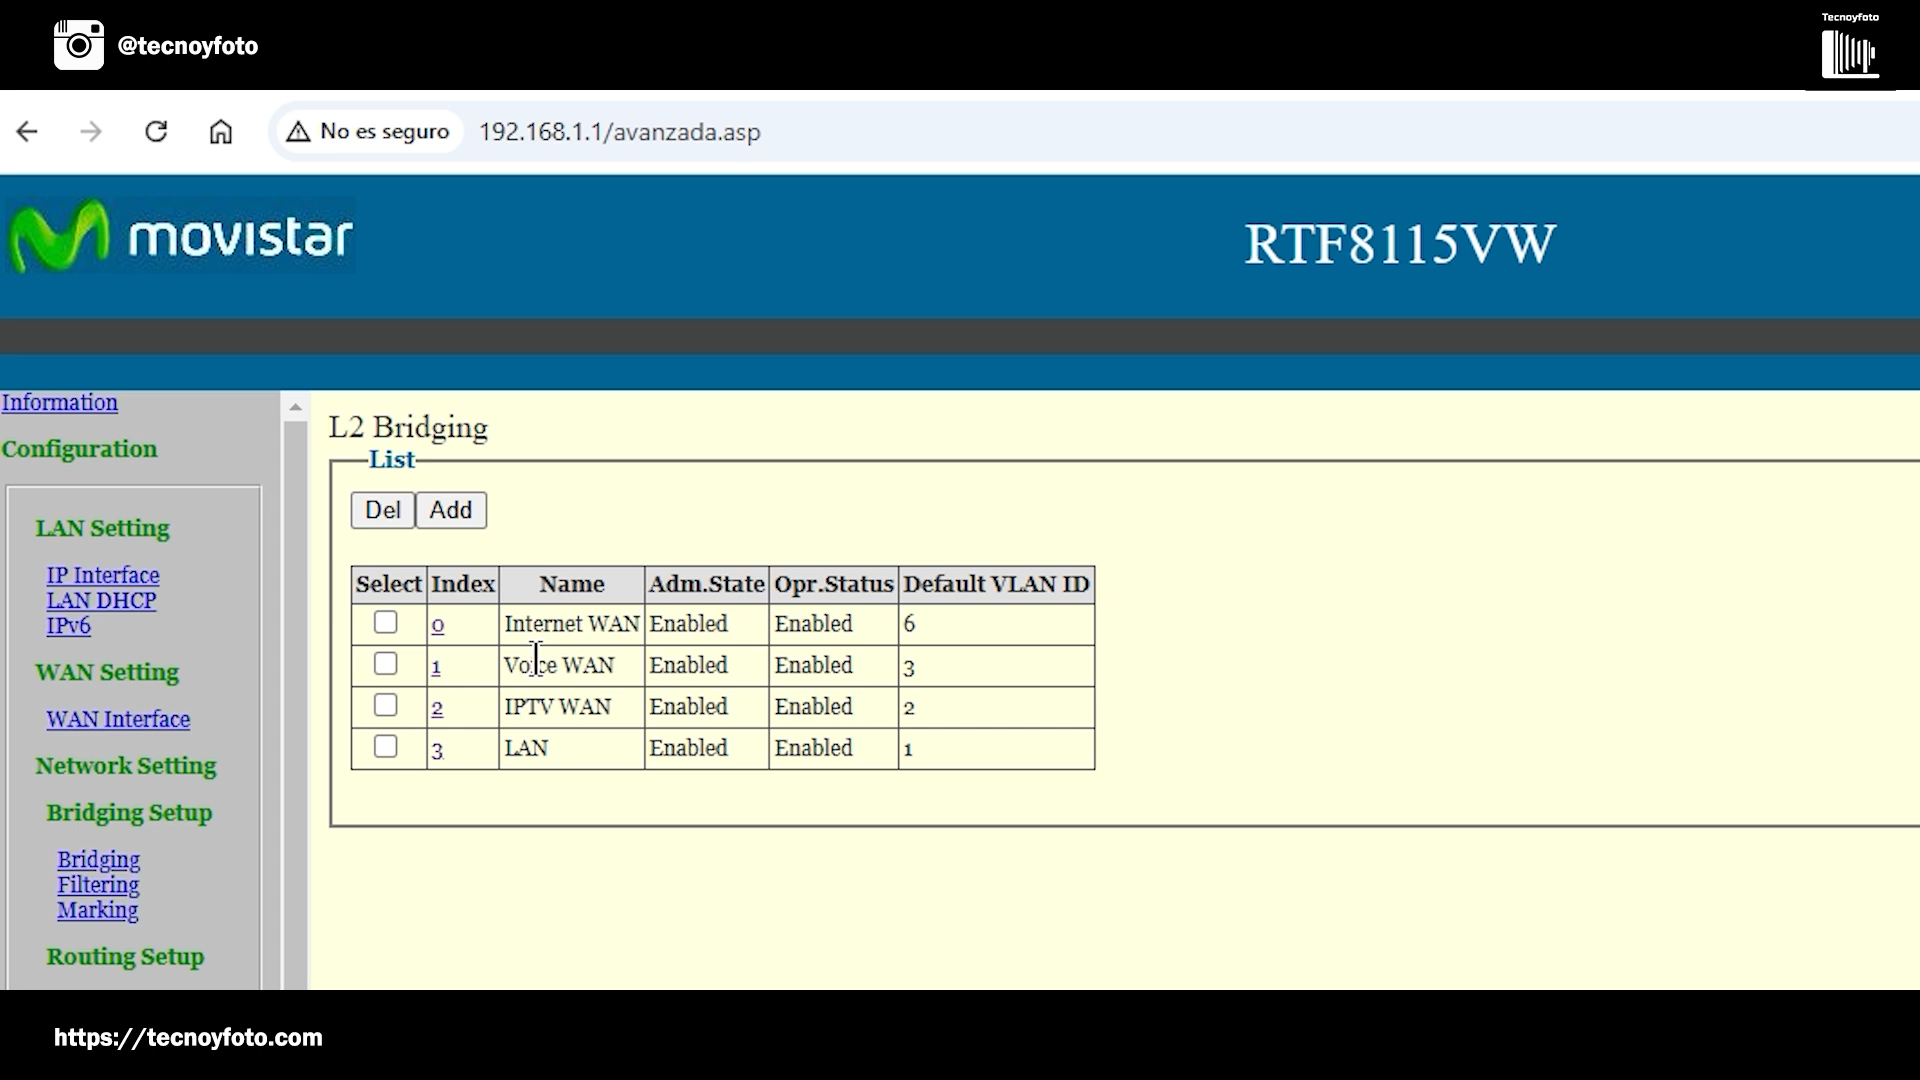 @tecnoyfoto
Tecnoyfoto
No es seguro
192.168.1.1/avanzada.asp
movistar
RTF8115VW
Information
Configuration
LAN Setting
IP Interface
LAN DHCP
IPv6
WAN Setting
WAN Interface
Network Setting
Bridging Setup
Bridging
Filtering
Marking
Routing Setup
L2 Bridging
List
Del Add
Select Index Name Adm.State Opr.Status Default VLAN ID
0 Internet WAN Enabled Enabled 6
1 Voice WAN Enabled Enabled 3
2 IPTV WAN Enabled Enabled 2
3 LAN Enabled Enabled 1
https://tecnoyfoto.com